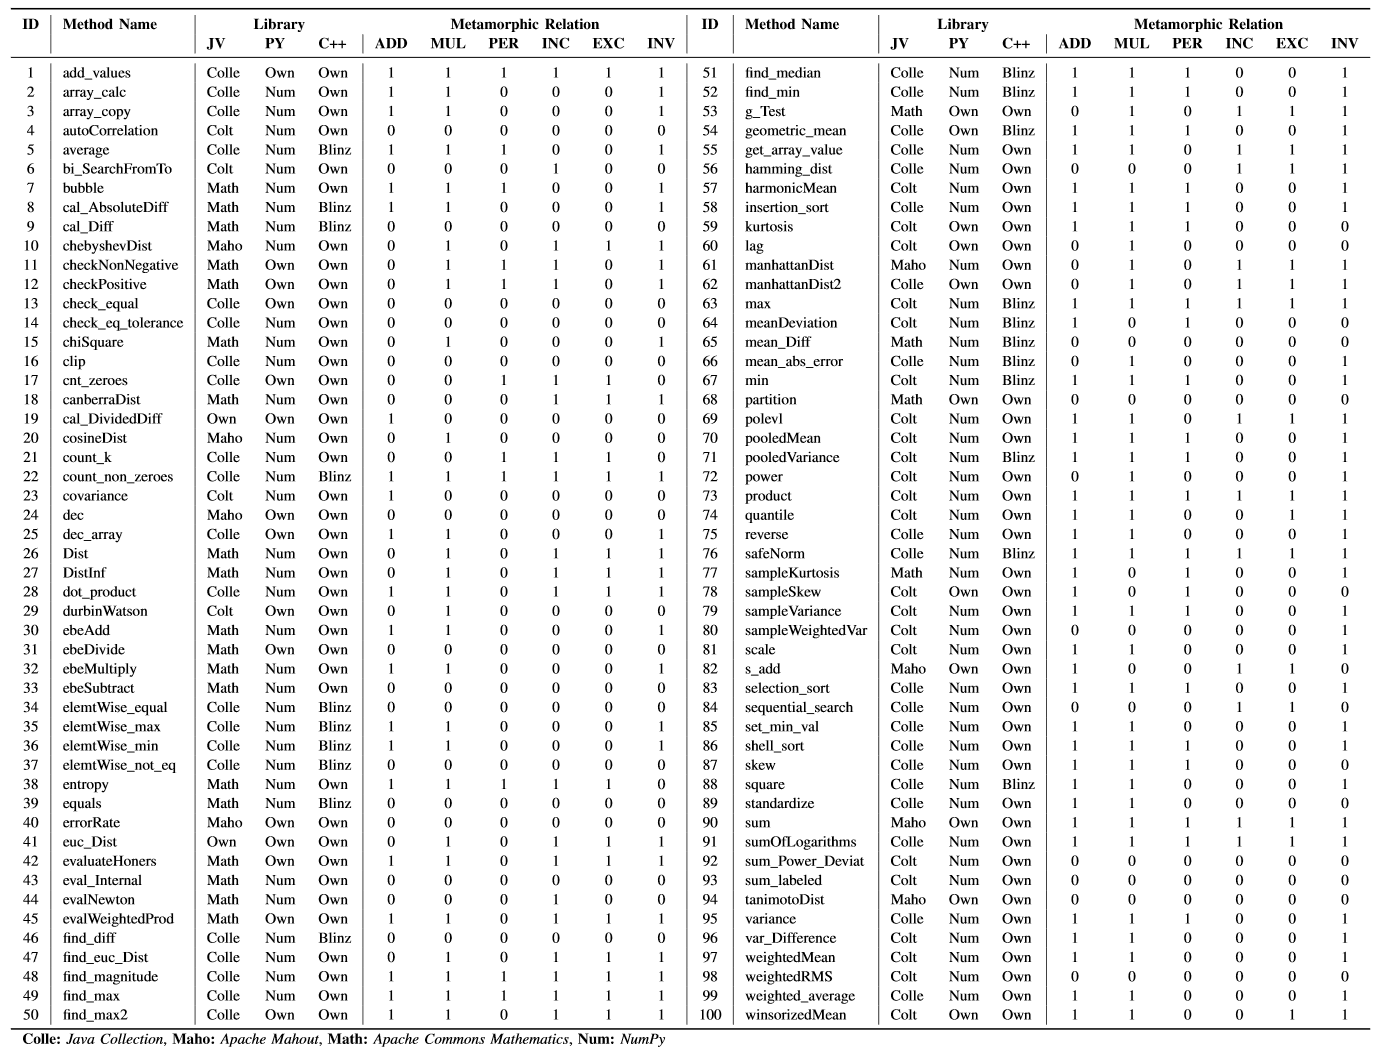 ID Method Name Library Metamorphic Relation ID Method Name Library Metamorphic Relation
JV PY C++ ADD MUL PER INC EXC INV JV PY C++ ADD MUL PER INC EXC INV
1 add_values Colle Own Own 1 1 1 1 1 1 51 find_median Colle Num Blinz 1 1 1 0 0 1
2 array_calc Colle Num Own 1 1 0 0 0 1 52 find_min Colle Num Blinz 1 1 1 0 0 1
3 array_copy Colle Num Own 1 1 0 0 0 1 53 g_Test Math Own Own 0 1 0 1 1 1
4 autoCorrelation Colt Num Own 0 0 0 0 0 0 54 geometric_mean Colle Own Blinz 1 1 1 0 0 1
5 average Colle Num Blinz 1 1 1 0 0 1 55 get_array_value Colle Num Own 1 1 0 1 1 1
6 bi_SearchFromTo Colt Num Own 0 0 0 1 0 0 56 hamming_dist Colle Num Own 0 0 0 1 1 1
7 bubble Math Num Own 1 1 1 0 0 1 57 harmonicMean Colt Num Own 1 1 1 0 0 1
8 cal_AbsoluteDiff Math Num Blinz 1 1 0 0 0 1 58 insertion_sort Colle Num Own 1 1 1 0 0 1
9 cal_Diff Math Num Blinz 0 0 0 0 0 0 59 kurtosis Colt Own Own 1 1 1 0 0 0
10 chebyshevDist Maho Num Own 0 1 0 1 1 1 60 lag Colt Own Own 0 1 0 0 0 0
11 checkNonNegative Math Own Own 0 1 1 1 0 1 61 manhattanDist Maho Num Own 0 1 0 1 1 1
12 checkPositive Math Own Own 0 1 1 1 0 1 62 manhattanDist2 Colle Own Own 0 1 0 1 1 1
13 check_equal Colle Own Own 0 0 0 0 0 0 63 max Colt Num Blinz 1 1 1 1 1 1
14 check_eq_tolerance Colle Num Own 0 0 0 0 0 0 64 meanDeviation Colt Num Blinz 1 0 1 0 0 0
15 chiSquare Math Num Own 0 1 0 0 0 1 65 mean_Diff Math Num Blinz 0 0 0 0 0 0
16 clip Colle Num Own 0 0 0 0 0 0 66 mean_abs_error Colle Num Blinz 0 1 0 0 0 1
17 cnt_zeroes Colle Own Own 0 0 1 1 1 0 67 min Colt Num Blinz 1 1 1 0 0 1
18 canberraDist Math Num Own 0 0 0 1 1 1 68 partition Math Own Own 0 0 0 0 0 0
19 cal_DividedDiff Own Own Own 1 0 0 0 0 0 69 polevl Colt Num Own 1 1 0 1 1 1
20 cosineDist Maho Num Own 0 1 0 0 0 0 70 pooledMean Colt Num Own 1 1 1 0 0 1
21 count_k Colle Num Own 0 0 1 1 1 0 71 pooledVariance Colt Num Blinz 1 1 1 0 0 1
22 count_non_zeroes Colle Num Blinz 1 1 1 1 1 1 72 power Colt Num Own 0 1 0 0 0 1
23 covariance Colt Num Own 1 0 0 0 0 0 73 product Colt Num Own 1 1 1 1 1 1
24 dec Maho Own Own 0 0 0 0 0 0 74 quantile Colt Num Own 1 1 0 0 1 1
25 dec_array Colle Own Own 1 1 0 0 0 1 75 reverse Colle Num Own 1 1 0 0 0 1
26 Dist Math Num Own 0 1 0 1 1 1 76 safeNorm Colle Num Blinz 1 1 1 1 1 1
27 DistInf Math Num Own 0 1 0 1 1 1 77 sampleKurtosis Math Num Own 1 0 1 0 0 1
28 dot_product Colle Num Own 0 1 0 1 1 1 78 sampleSkew Colt Own Own 1 0 1 0 0 0
29 durbinWatson Colt Own Own 0 1 0 0 0 0 79 sampleVariance Colt Num Own 1 1 1 0 0 1
30 ebeAdd Math Num Own 1 1 0 0 0 1 80 sampleWeightedVar Colt Num Own 0 0 0 0 0 1
31 ebeDivide Math Own Own 0 0 0 0 0 0 81 scale Colt Num Own 1 1 0 0 0 1
32 ebeMultiply Math Num Own 1 1 0 0 0 1 82 s_add Maho Own Own 1 0 0 1 1 0
33 ebeSubtract Math Num Own 0 0 0 0 0 0 83 selection_sort Colle Num Own 1 1 1 0 0 1
34 elemtWise_equal Colle Num Blinz 0 0 0 0 0 0 84 sequential_search Colle Num Own 0 0 0 1 1 0
35 elemtWise_max Colle Num Blinz 1 1 0 0 0 1 85 set_min_val Colle Num Own 1 1 0 0 0 1
36 elemtWise_min Colle Num Blinz 1 1 0 0 0 1 86 shell_sort Colle Num Own 1 1 1 0 0 1
37 elemtWise_not_eq Colle Num Blinz 0 0 0 0 0 0 87 skew Colle Num Own 1 1 1 0 0 0
38 entropy Math Num Own 1 1 1 1 1 0 88 square Colle Num Blinz 1 1 0 0 0 1
39 equals Math Num Blinz 0 0 0 0 0 0 89 standardize Colle Num Own 1 1 0 0 0 0
40 errorRate Maho Own Own 0 0 0 0 0 0 90 sum Maho Own Own 1 1 1 1 1 1
41 euc_Dist Own Own Own 0 1 0 1 1 1 91 sumOfLogarithms Colle Num Own 1 1 1 1 1 1
42 evaluateHoners Math Own Own 1 1 0 1 1 1 92 sum_Power_Deviat Colt Num Own 0 0 0 0 0 0
43 eval_Internal Math Num Own 0 0 0 0 0 0 93 sum_labeled Colt Num Own 0 0 0 0 0 0
44 evalNewton Math Num Own 0 0 0 1 0 0 94 tanimotoDist Maho Own Own 0 0 0 0 0 0
45 evalWeightedProd Math Own Own 1 1 0 1 1 1 95 variance Colle Num Own 1 1 1 0 0 1
46 find_diff Colle Num Blinz 0 0 0 0 0 0 96 var_Difference Colt Num Own 1 1 0 0 0 1
47 find_euc_Dist Colle Num Own 0 1 0 1 1 1 97 weightedMean Colt Num Own 1 1 0 0 0 1
48 find_magnitude Colle Num Own 1 1 1 1 1 1 98 weightedRMS Colt Num Own 0 0 0 0 0 0
49 find_max Colle Num Own 1 1 1 1 1 1 99 weighted_average Colle Num Own 1 1 0 0 0 1
50 find_max2 Colle Own Own 1 1 0 1 1 1 100 winsorizedMean Colt Own Own 1 1 1 0 1 1
Colle: Java Collection, Maho: Apache Mahout, Math: Apache Commons Mathematics, Num: NumPy